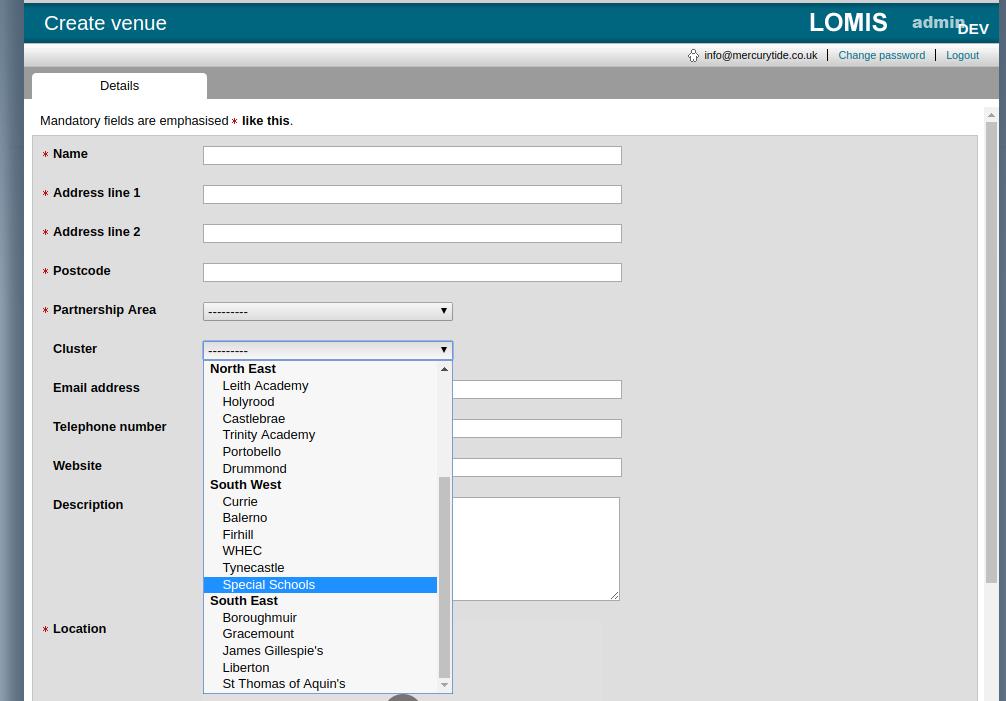 Create venue
LOMIS admin DEV
info@mercurytide.co.uk | Change password | Logout
Details
Mandatory fields are emphasised * like this.
* Name
* Address line 1
* Address line 2
* Postcode
* Partnership Area ---------
Cluster ---------
North East
Leith Academy
Holyrood
Castlebrae
Trinity Academy
Portobello
Drummond
South West
Currie
Balerno
Firhill
WHEC
Tynecastle
Special Schools
South East
Boroughmuir
Gracemount
James Gillespie's
Liberton
St Thomas of Aquin's
Email address
Telephone number
Website
Description
* Location